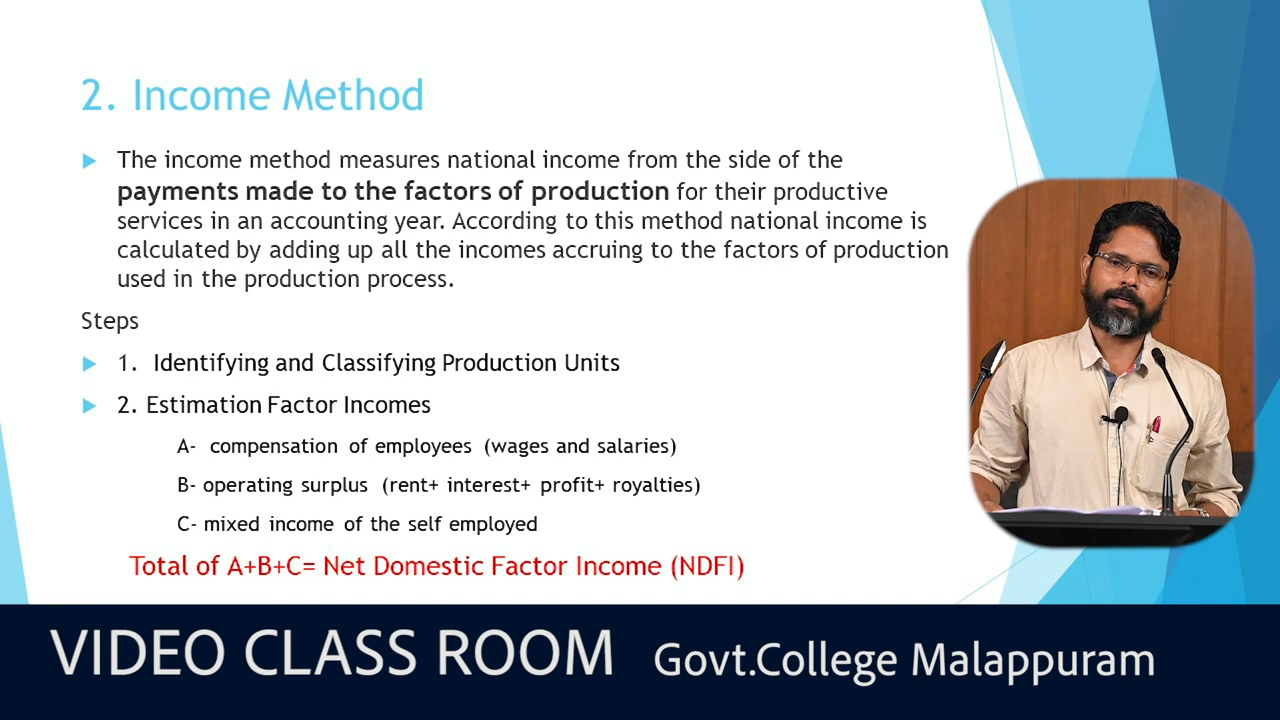 2. Income Method
The income method measures national income from the side of the
payments made to the factors of production for their productive
services in an accounting year. According to this method national income is
calculated by adding up all the incomes accruing to the factors of production
used in the production process.
Steps
1. Identifying and Classifying Production Units
2. Estimation Factor Incomes
A- compensation of employees (wages and salaries)
B- operating surplus (rent+ interest+ profit+ royalties)
C- mixed income of the self employed
Total of A+B+C= Net Domestic Factor Income (NDFI)
VIDEO CLASS ROOM Govt.College Malappuram